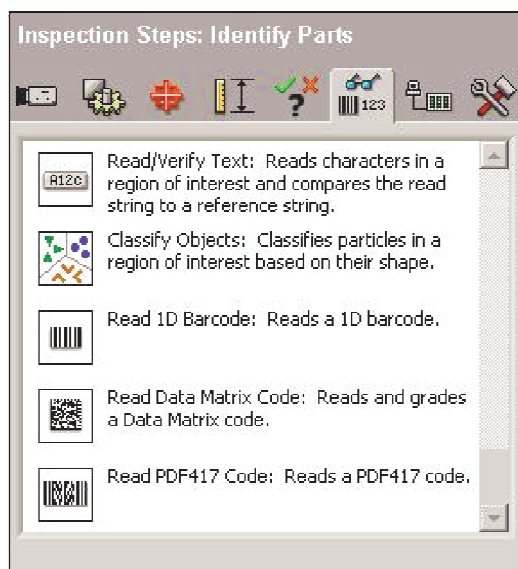 Inspection Steps: Identify Parts
123
A12C
Read/Verify Text: Reads characters in a
region of interest and compares the read
string to a reference string.
Classify Objects: Classifies particles in a
region of interest based on their shape.
Read 1D Barcode: Reads a 1D barcode.
Read Data Matrix Code: Reads and grades
a Data Matrix code.
Read PDF417 Code: Reads a PDF417 code.